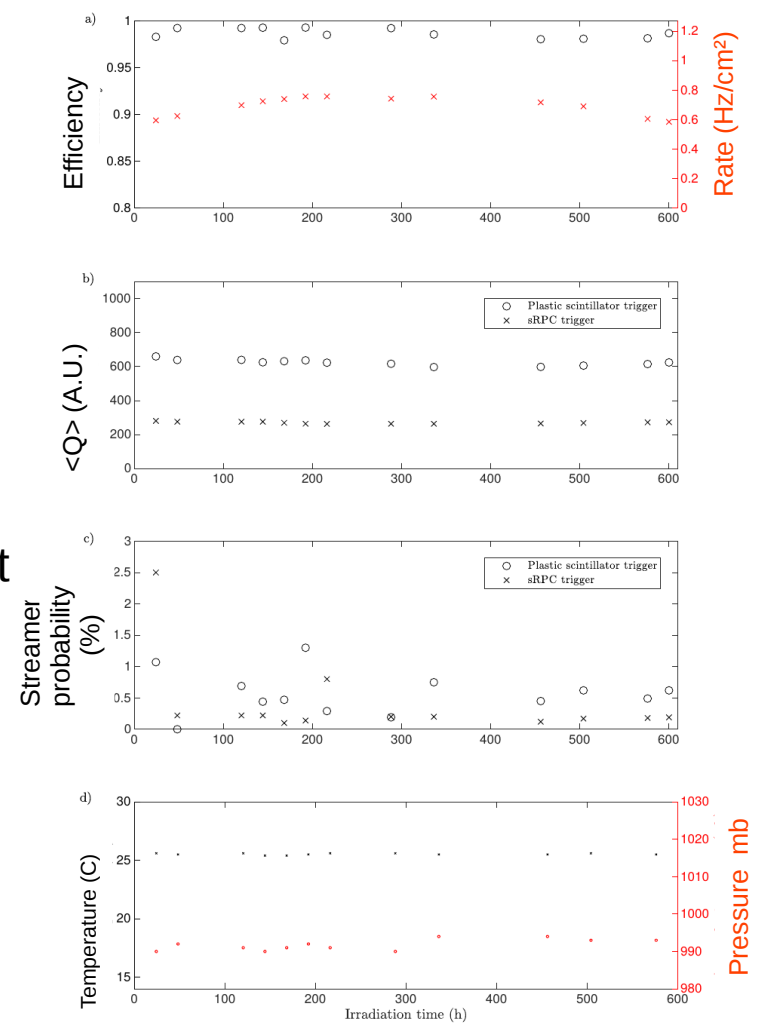 a)
1
0.95
0.9
0.85
0.8
Efficiency
1.2
1
0.8
0.6
0.4
0.2
0
Rate (Hz/cm²)
0 100 200 300 400 500 600
b)
1000
800
600
400
200
0
<Q> (A.U.)
Plastic scintillator trigger
sRPC trigger
0 100 200 300 400 500 600
t
c)
3
2.5
2
1.5
1
0.5
0
Streamer
probability
(%)
Plastic scintillator trigger
sRPC trigger
0 100 200 300 400 500 600
d)
30
25
20
15
Temperature (C)
1030
1020
1010
1000
990
980
Pressure mb
0 100 200 300 400 500 600
Irradiation time (h)